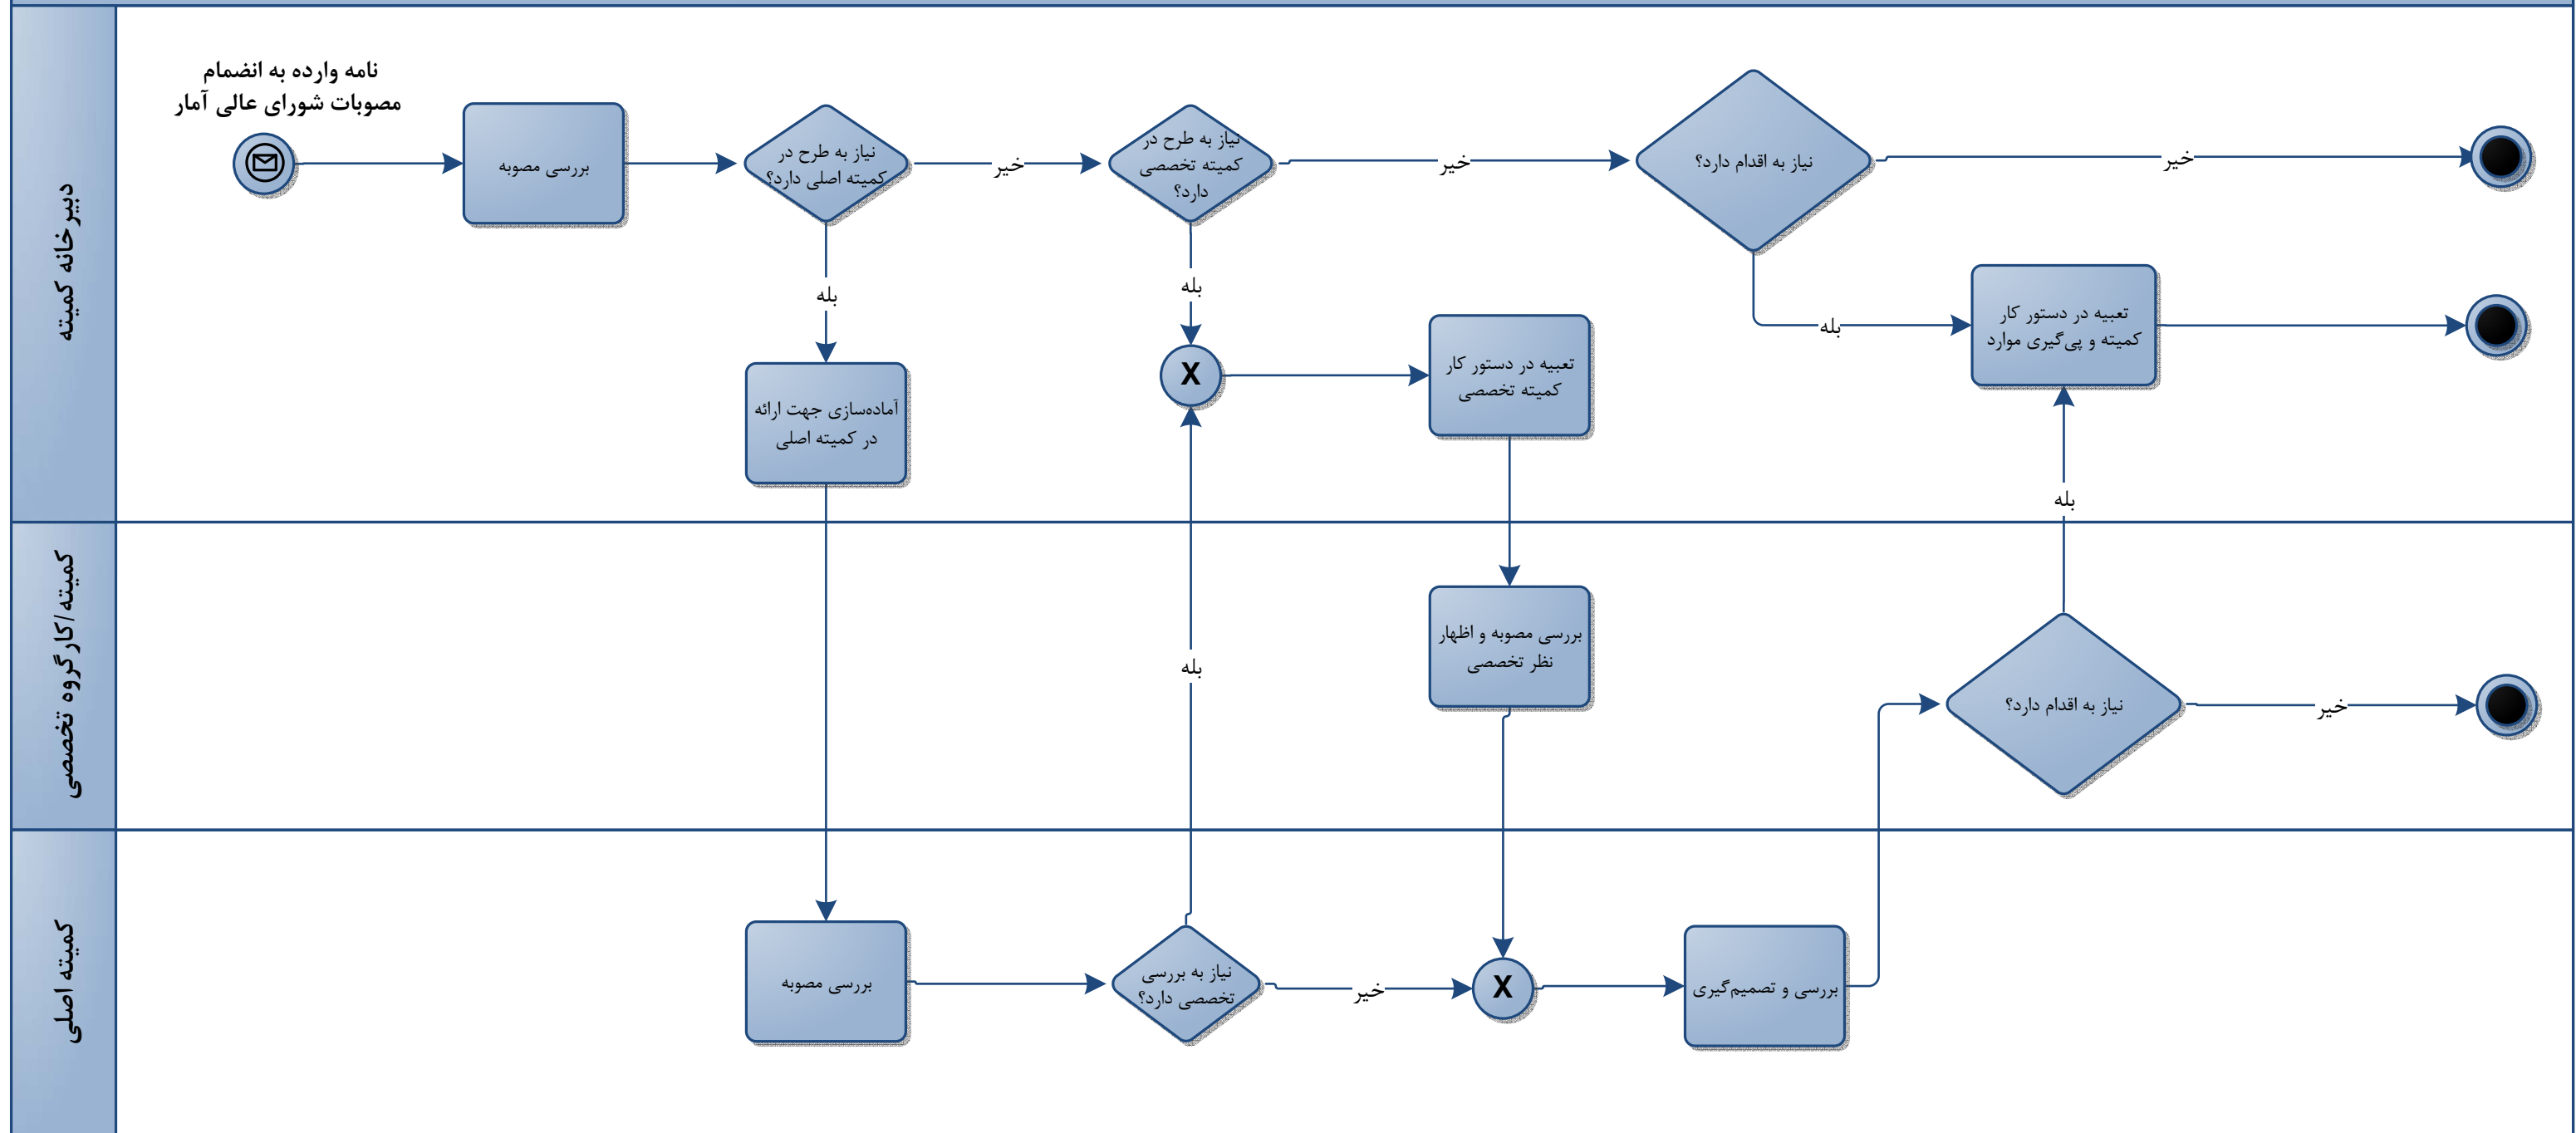 دبیرخانه کمیته
نامه وارده به انضمام
مصوبات شورای عالی آمار
بررسی مصوبه
نیاز به طرح در
کمیته اصلی دارد؟
خیر
بله
نیاز به طرح در
کمیته تخصصی
دارد؟
خیر
بله
نیاز به اقدام دارد؟
خیر
بله
تعبیه در دستور کار
کمیته و پی‌گیری موارد
آماده‌سازی جهت ارائه
در کمیته اصلی
X
تعبیه در دستور کار
کمیته تخصصی
بله
کمیته/کارگروه تخصصی
بله
بررسی مصوبه و اظهار
نظر تخصصی
نیاز به اقدام دارد؟
خیر
کمیته اصلی
بررسی مصوبه
نیاز به بررسی
تخصصی دارد؟
خیر
X
بررسی و تصمیم‌گیری